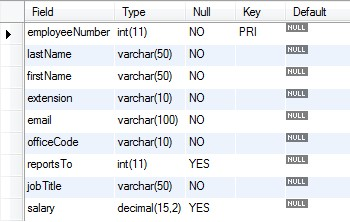 Field Type Null Key Default
employeeNumber int(11) NO PRI NULL
lastName varchar(50) NO NULL
firstName varchar(50) NO NULL
extension varchar(10) NO NULL
email varchar(100) NO NULL
officeCode varchar(10) NO NULL
reportsTo int(11) YES NULL
jobTitle varchar(50) NO NULL
salary decimal(15,2) YES NULL